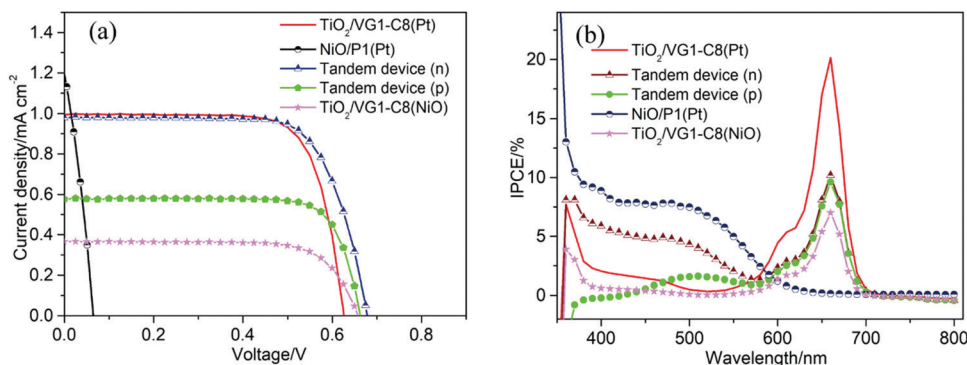 (a)
TiO2/VG1-C8(Pt)
NiO/P1(Pt)
Tandem device (n)
Tandem device (p)
TiO2/VG1-C8(NiO)
Current density/mA cm-2
1.4
1.2
1.0
0.8
0.6
0.4
0.2
0.0
0.0 0.2 0.4 0.6 0.8
Voltage/V
(b)
TiO2/VG1-C8(Pt)
Tandem device (n)
Tandem device (p)
NiO/P1(Pt)
TiO2/VG1-C8(NiO)
IPCE/%
20
15
10
5
0
400 500 600 700 800
Wavelength/nm